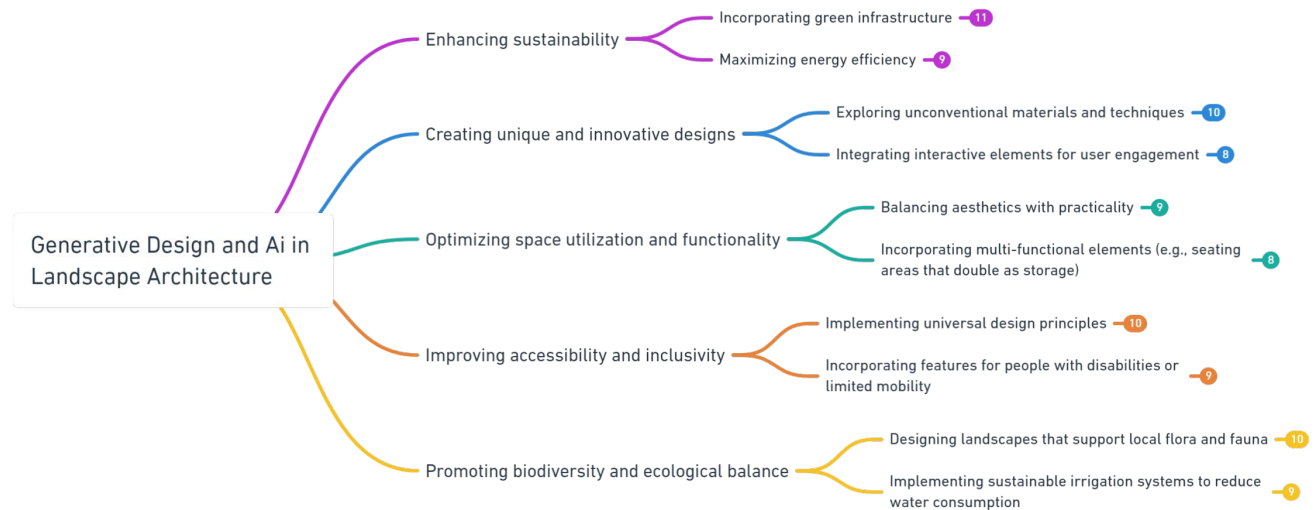 Generative Design and Ai in
Landscape Architecture
Enhancing sustainability
Incorporating green infrastructure
11
Maximizing energy efficiency
9
Creating unique and innovative designs
Exploring unconventional materials and techniques
10
Integrating interactive elements for user engagement
8
Optimizing space utilization and functionality
Balancing aesthetics with practicality
9
Incorporating multi-functional elements (e.g., seating
areas that double as storage)
8
Improving accessibility and inclusivity
Implementing universal design principles
10
Incorporating features for people with disabilities or
limited mobility
9
Promoting biodiversity and ecological balance
Designing landscapes that support local flora and fauna
10
Implementing sustainable irrigation systems to reduce
water consumption
9